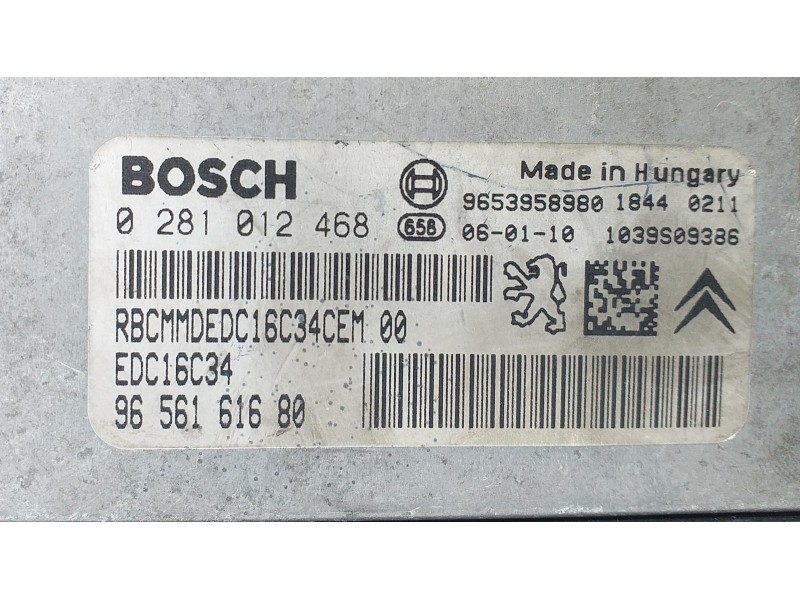 BOSCH
Made in Hungary
9653958980 1844 0211
0 281 012 468
658
06-01-10 1039S09386
RBCMMDEDC16C34CEM 00
EDC16C34
96 561 616 80